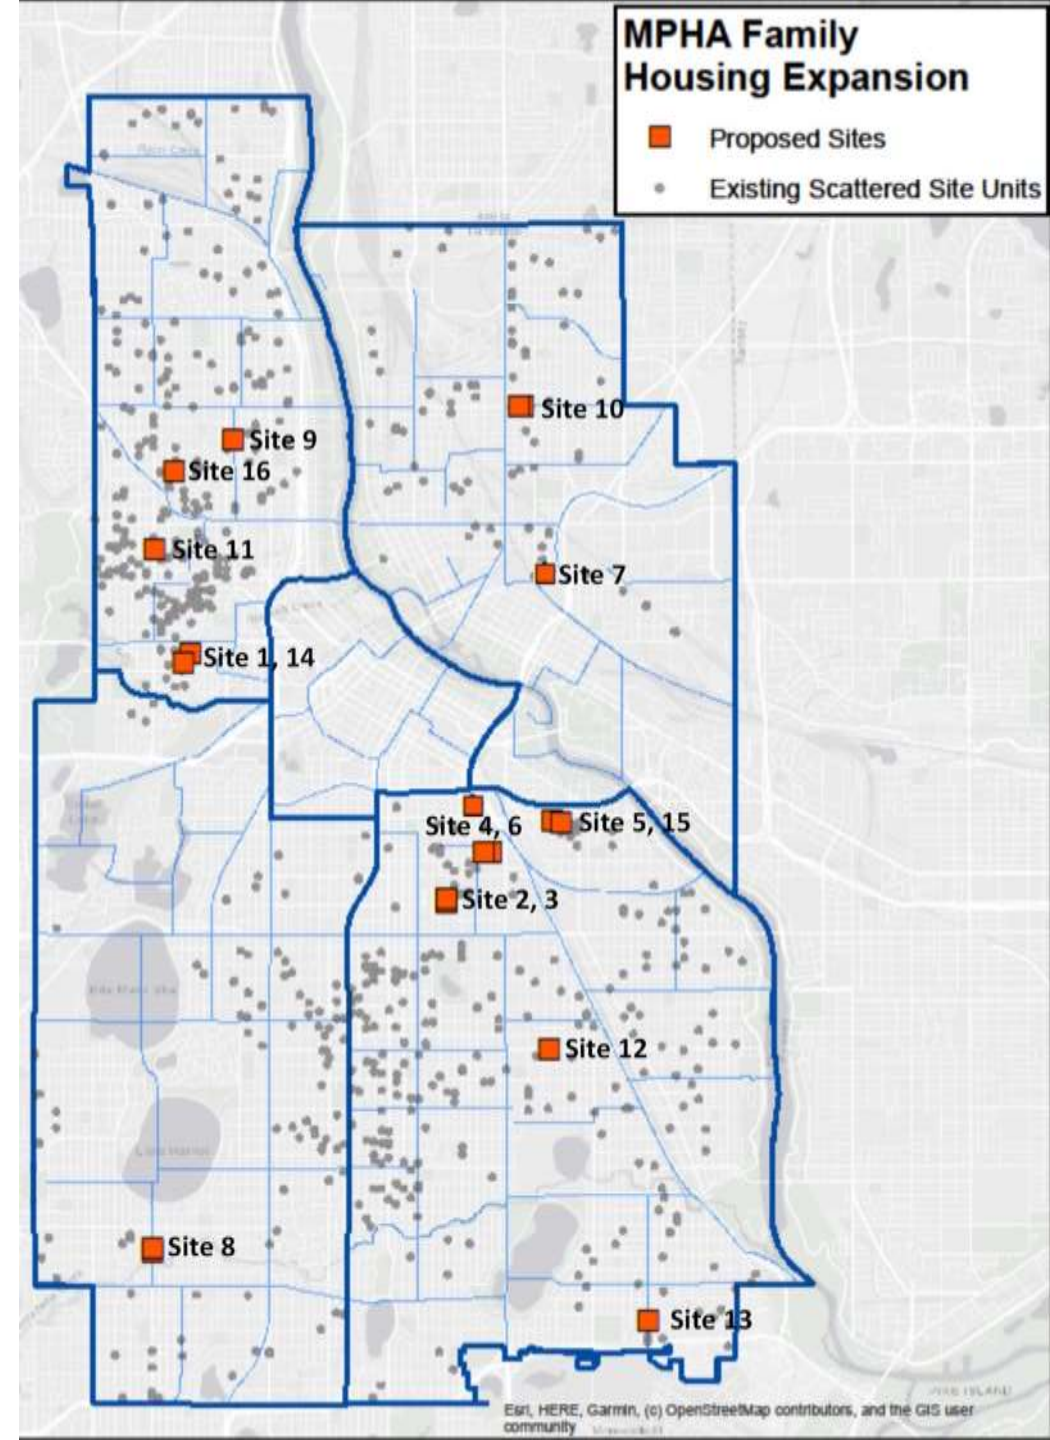 MPHA Family
Housing Expansion
Proposed Sites
Existing Scattered Site Units
Site 10
Site 9
Site 16
Site 11
Site 7
Site 1, 14
Site 4, 6
Site 5, 15
Site 2, 3
Site 12
Site 8
Site 13
Esri, HERE, Garmin, (c) OpenStreetMap contributors, and the GIS user
community